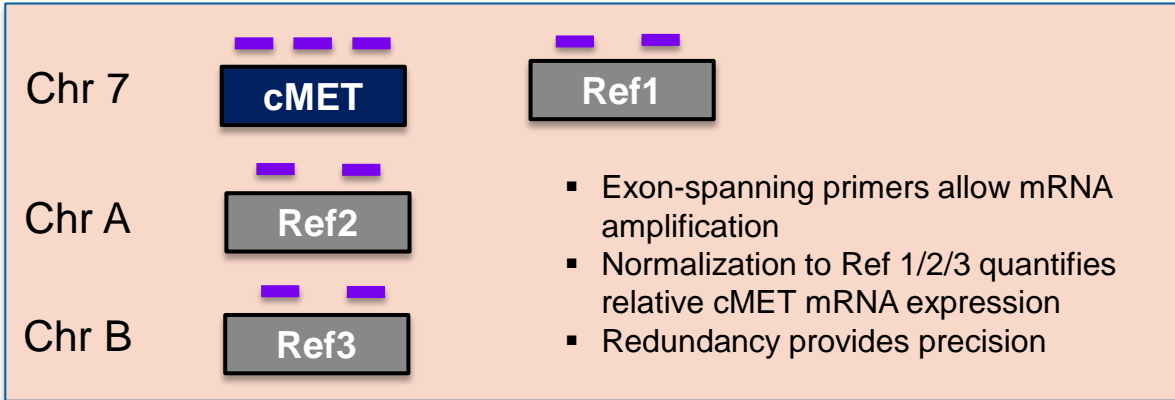 Chr 7
cMET
Ref1
Chr A
Ref2
Chr B
Ref3
▪ Exon-spanning primers allow mRNA
amplification
▪ Normalization to Ref 1/2/3 quantifies
relative cMET mRNA expression
▪ Redundancy provides precision